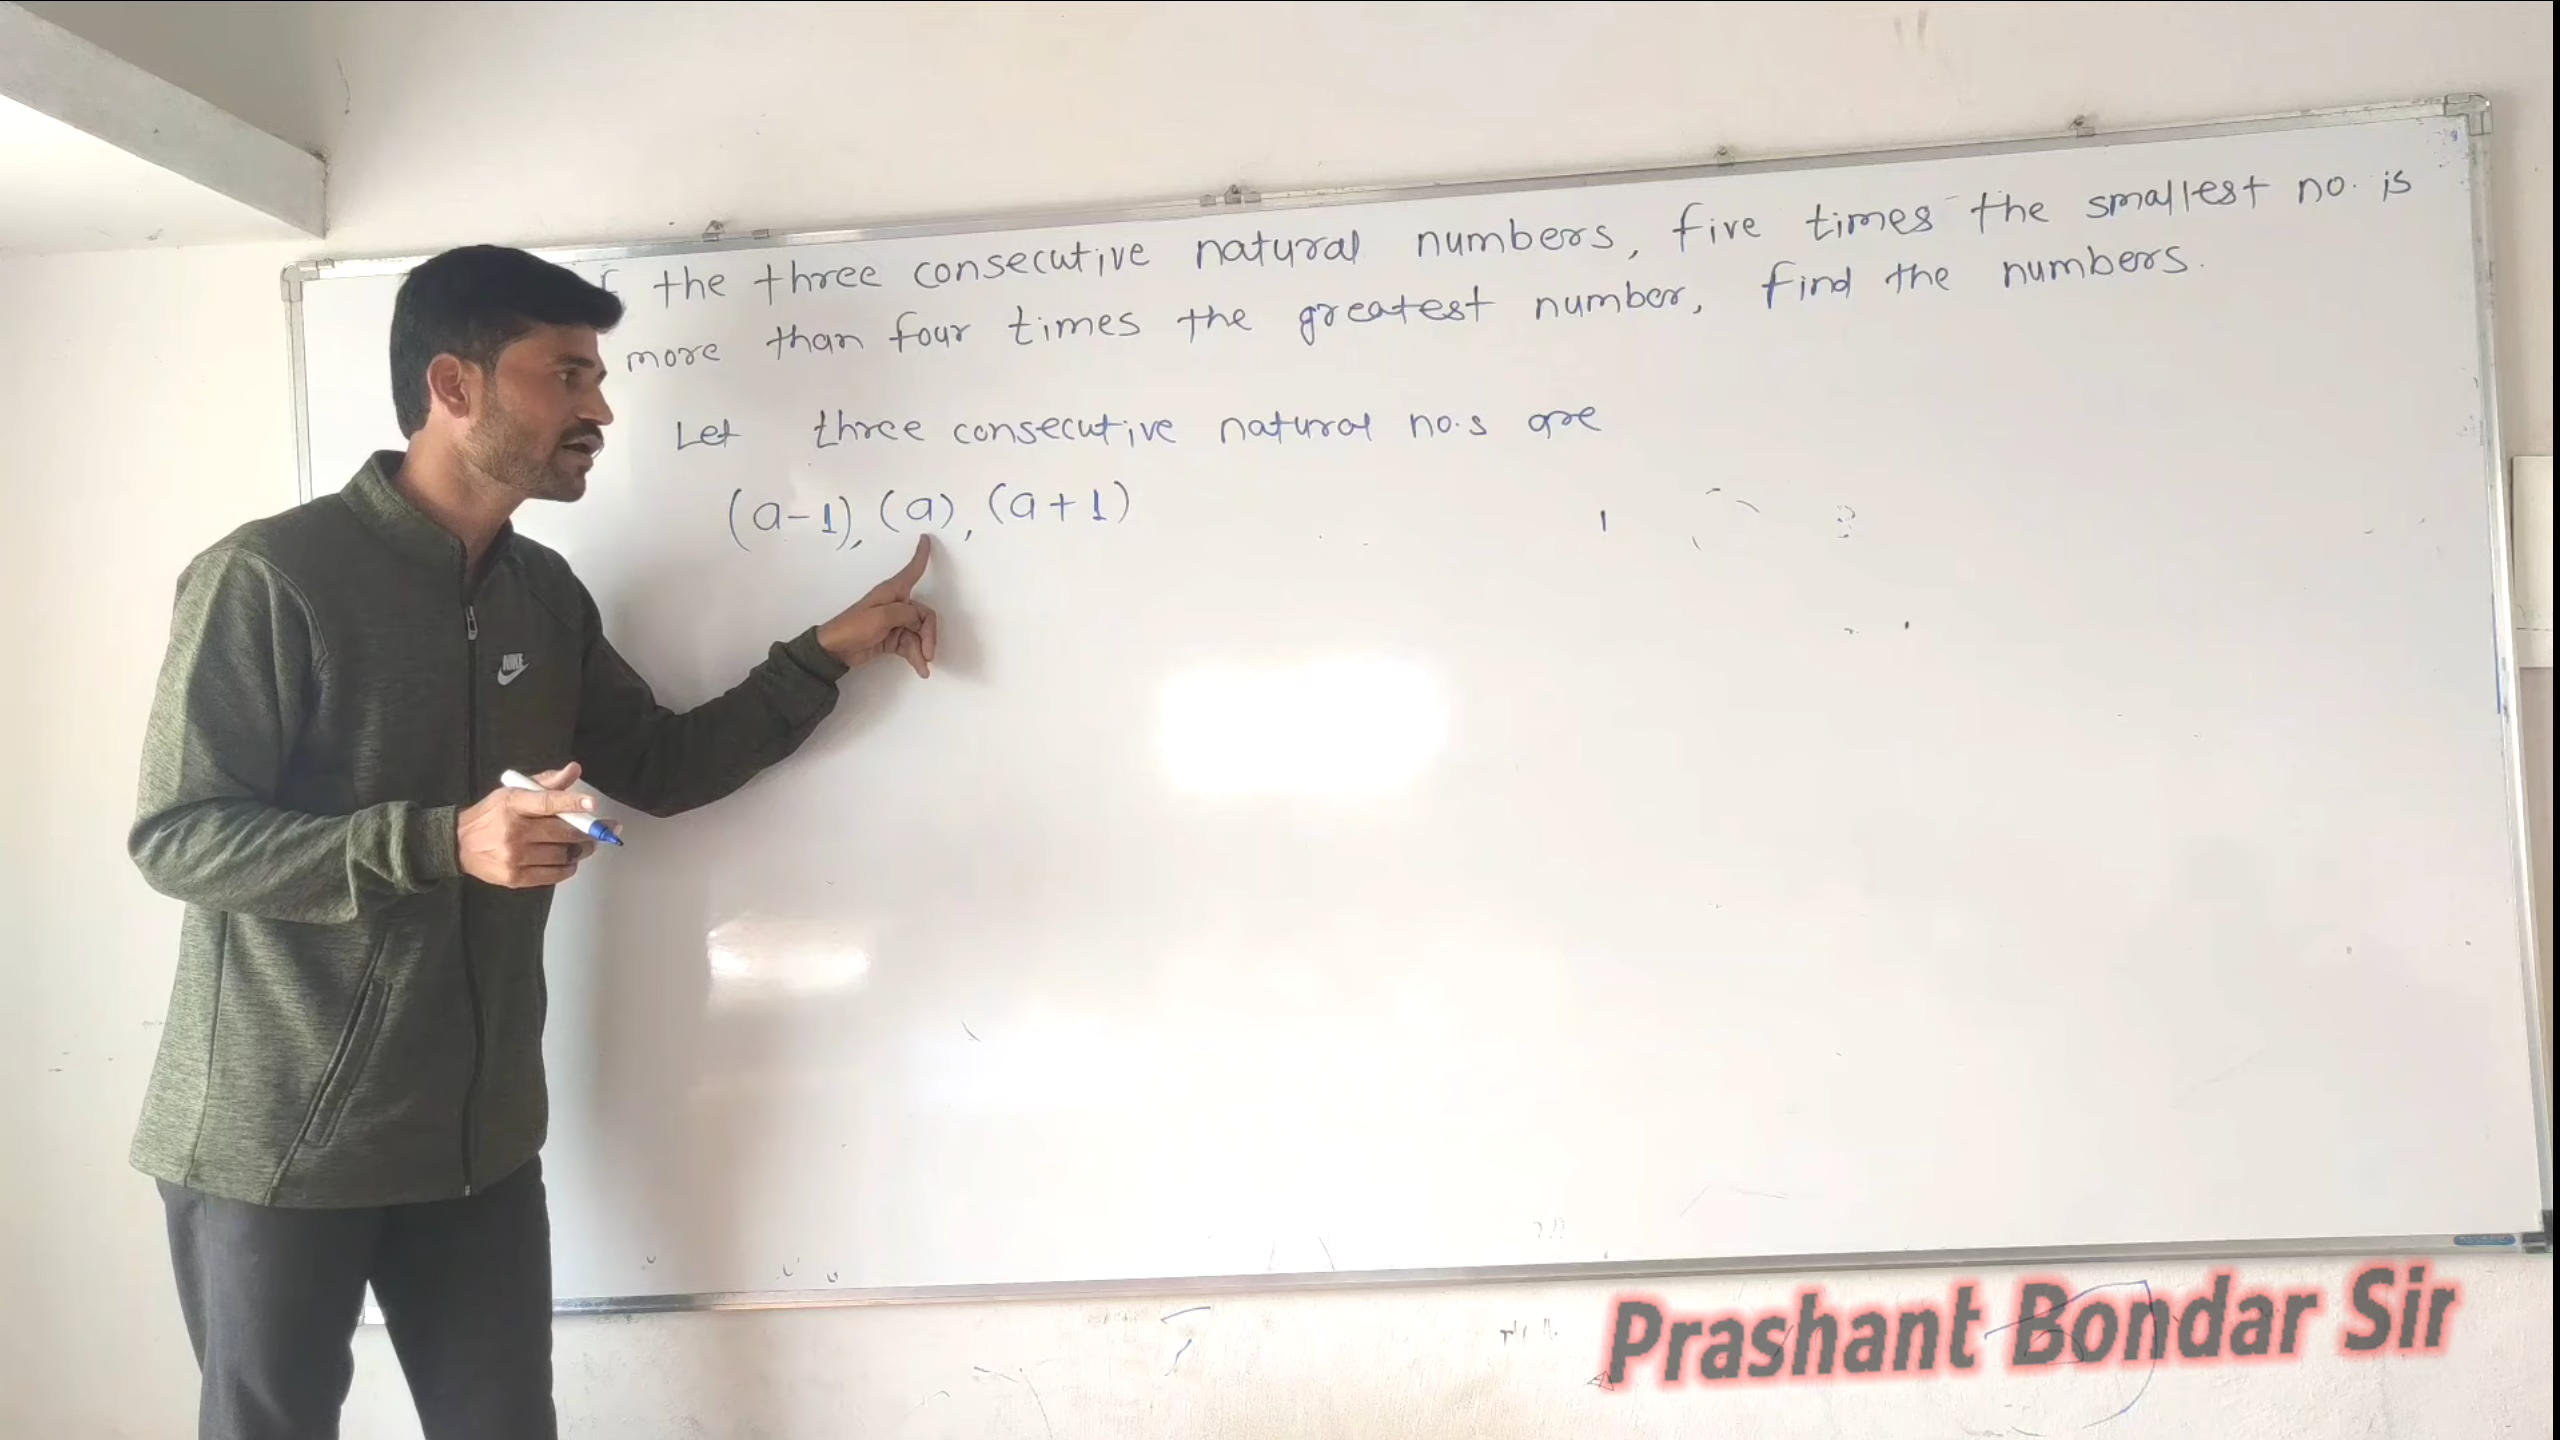 the three consecutive natural numbers, five times the smallest no. is
more than four times the greatest number, find the numbers.
Let three consecutive natural no.s are
(a-1), (a), (a+1)
NIKE
Prashant Bondar Sir